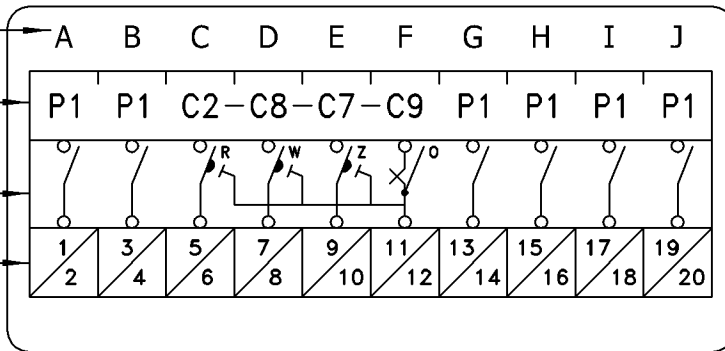 A B C D E F G H I J
P1 P1 C2-C8-C7-C9 P1 P1 P1 P1
R W Z O
1 3 5 7 9 11 13 15 17 19
2 4 6 8 10 12 14 16 18 20